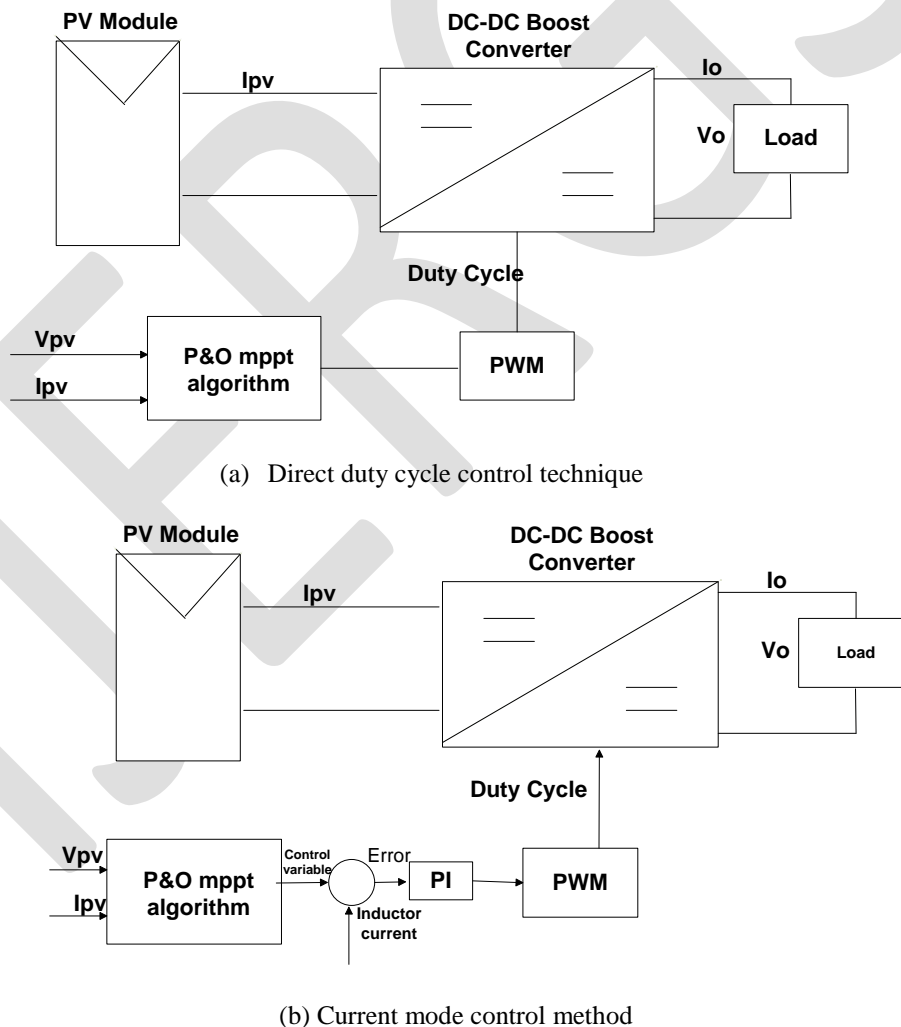 PV Module
DC-DC Boost
Converter
Ipv
Io
Vo
Load
Duty Cycle
Vpv
Ipv
P&O mppt
algorithm
PWM
(a) Direct duty cycle control technique
PV Module
DC-DC Boost
Converter
Ipv
Io
Vo
Load
Duty Cycle
Vpv
Ipv
P&O mppt
algorithm
Control
variable
Error
PI
PWM
Inductor
current
(b) Current mode control method